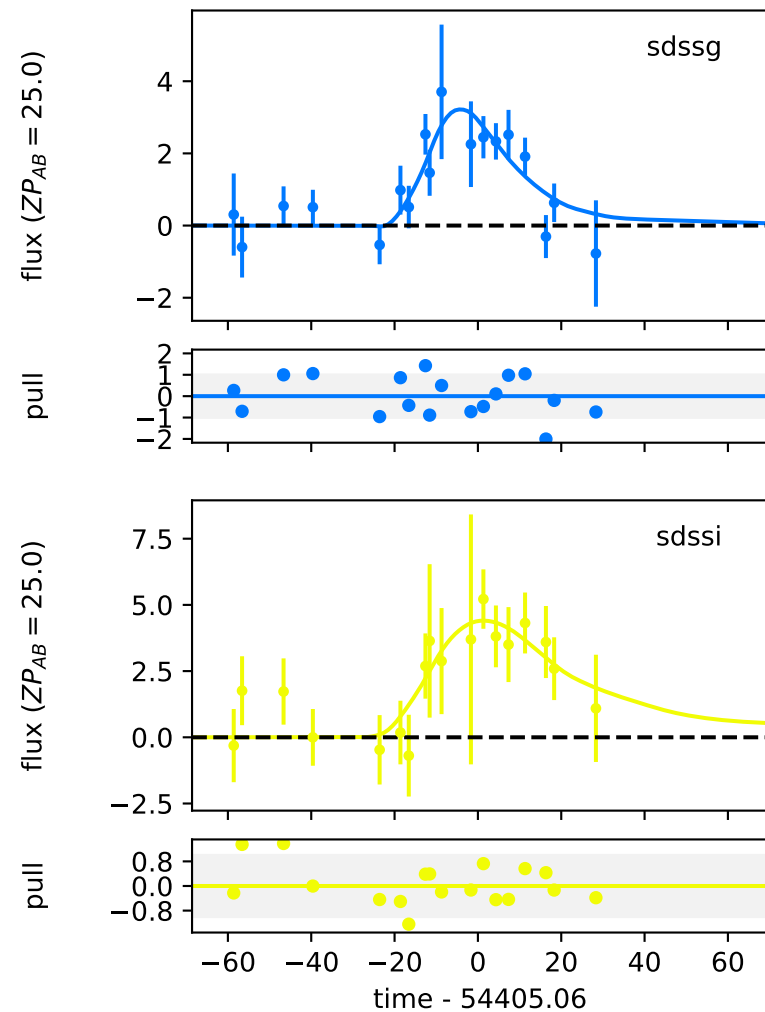 sdssg
flux (ZP_AB = 25.0)
4
2
0
−2
pull
2
1
0
−1
−2
sdssi
flux (ZP_AB = 25.0)
7.5
5.0
2.5
0.0
−2.5
pull
0.8
0.0
−0.8
−60 −40 −20 0 20 40 60
time - 54405.06